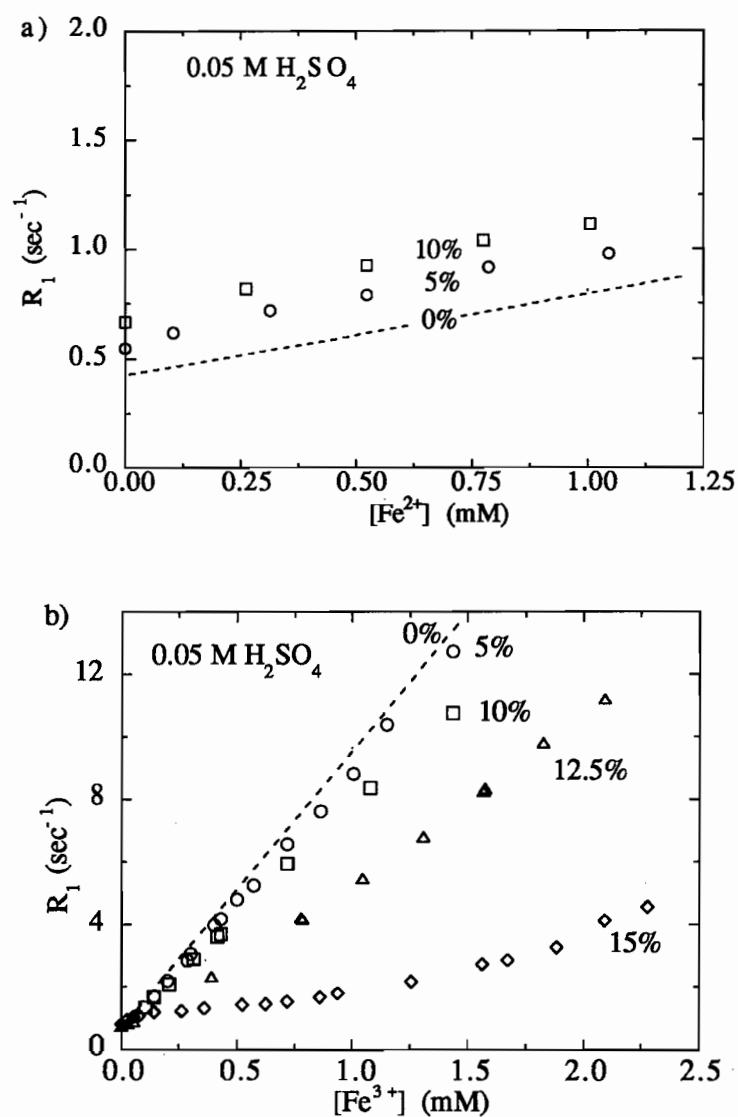 a)
2.0
0.05 M H₂SO₄
1.5
R₁ (sec⁻¹)
1.0
10%
5%
0%
0.5
0.0
0.00 0.25 0.50 0.75 1.00 1.25
[Fe²⁺] (mM)
b)
0% 5%
0.05 M H₂SO₄
12
10%
12.5%
8
R₁ (sec⁻¹)
4
15%
0
0.0 0.5 1.0 1.5 2.0 2.5
[Fe³⁺] (mM)